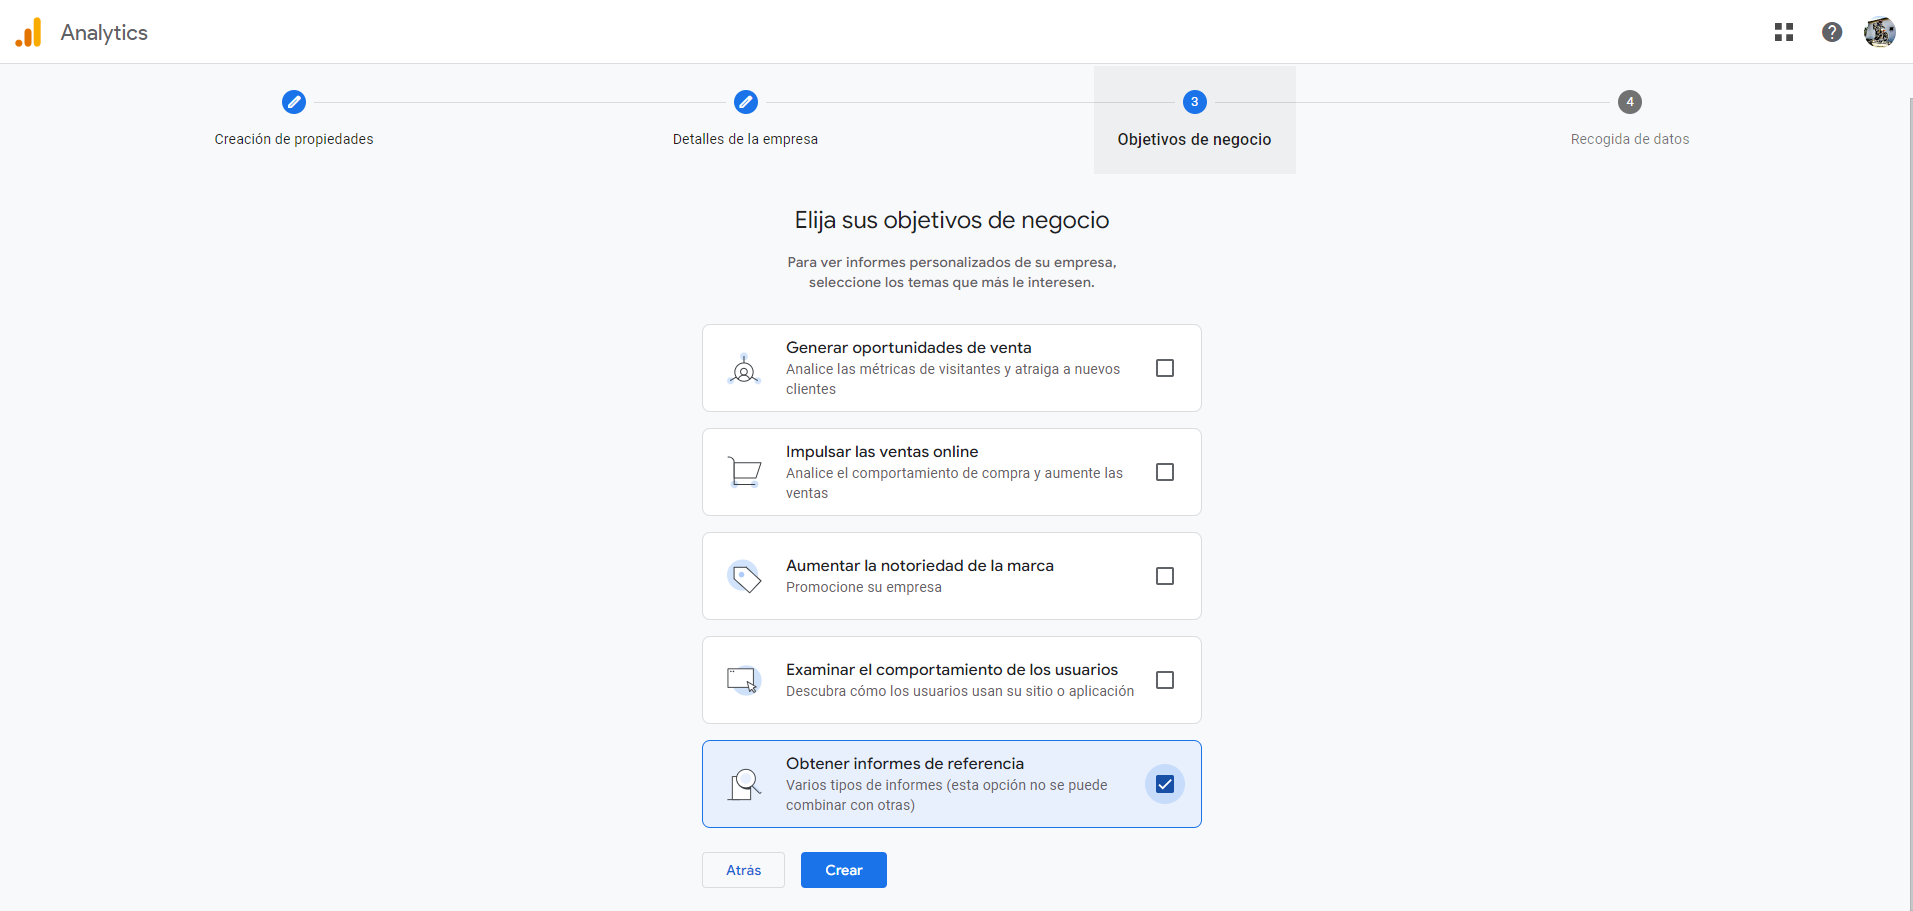 Analytics
3
4
Creación de propiedades
Detalles de la empresa
Objetivos de negocio
Recogida de datos
Elija sus objetivos de negocio
Para ver informes personalizados de su empresa,
seleccione los temas que más le interesen.
Generar oportunidades de venta
Analice las métricas de visitantes y atraiga a nuevos
clientes
Impulsar las ventas online
Analice el comportamiento de compra y aumente las
ventas
Aumentar la notoriedad de la marca
Promocione su empresa
Examinar el comportamiento de los usuarios
Descubra cómo los usuarios usan su sitio o aplicación
Obtener informes de referencia
Varios tipos de informes (esta opción no se puede
combinar con otras)
Atrás
Crear